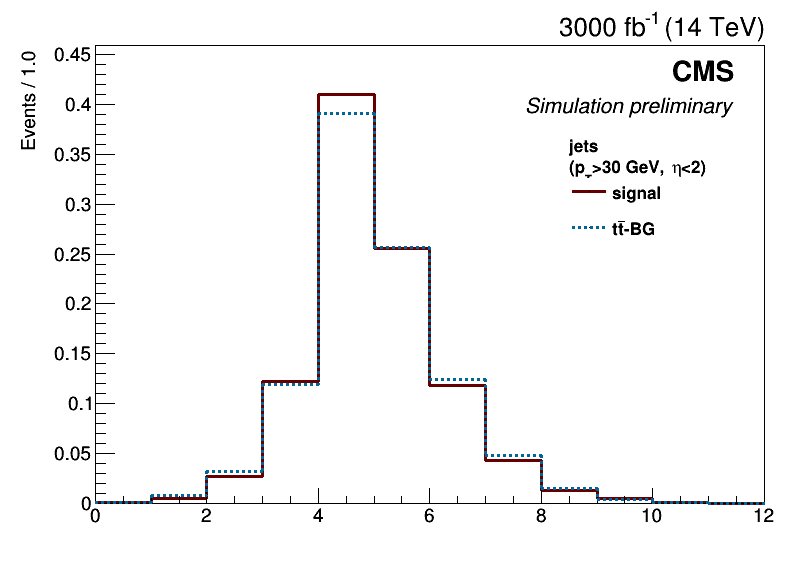 3000 fb⁻¹ (14 TeV)
Events / 1.0
CMS
Simulation preliminary
jets
(p_T>30 GeV, η<2)
signal
tt̄-BG
0.45
0.4
0.35
0.3
0.25
0.2
0.15
0.1
0.05
0
0 2 4 6 8 10 12